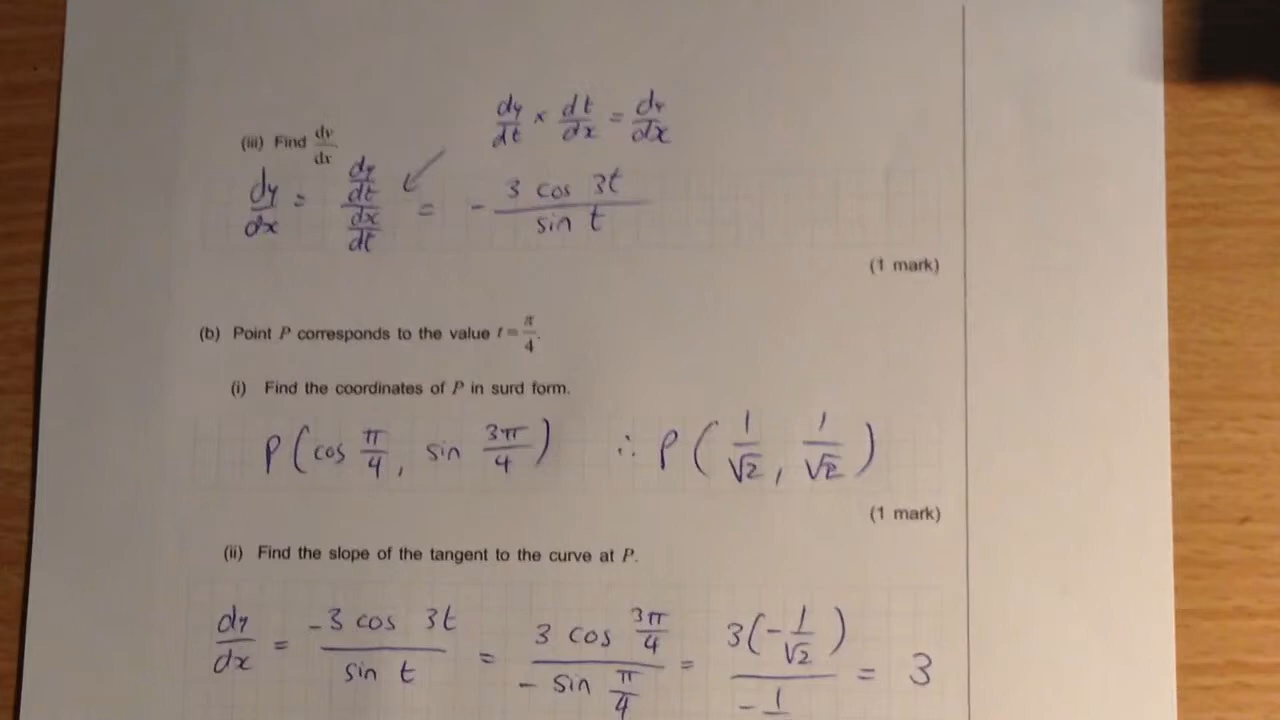 dy/dt × dt/dx = dy/dx
(iii) Find dy/dx
dy/dx = (dy/dt)/(dx/dt) = - 3 cos 3t / sin t
(1 mark)
(b) Point P corresponds to the value t = π/4.
(i) Find the coordinates of P in surd form.
P(cos π/4, sin 3π/4) ∴ P(1/√2, 1/√2)
(1 mark)
(ii) Find the slope of the tangent to the curve at P.
dy/dx = -3 cos 3t / sin t = 3 cos 3π/4 / - sin π/4 = 3(-1/√2) / -1 = 3